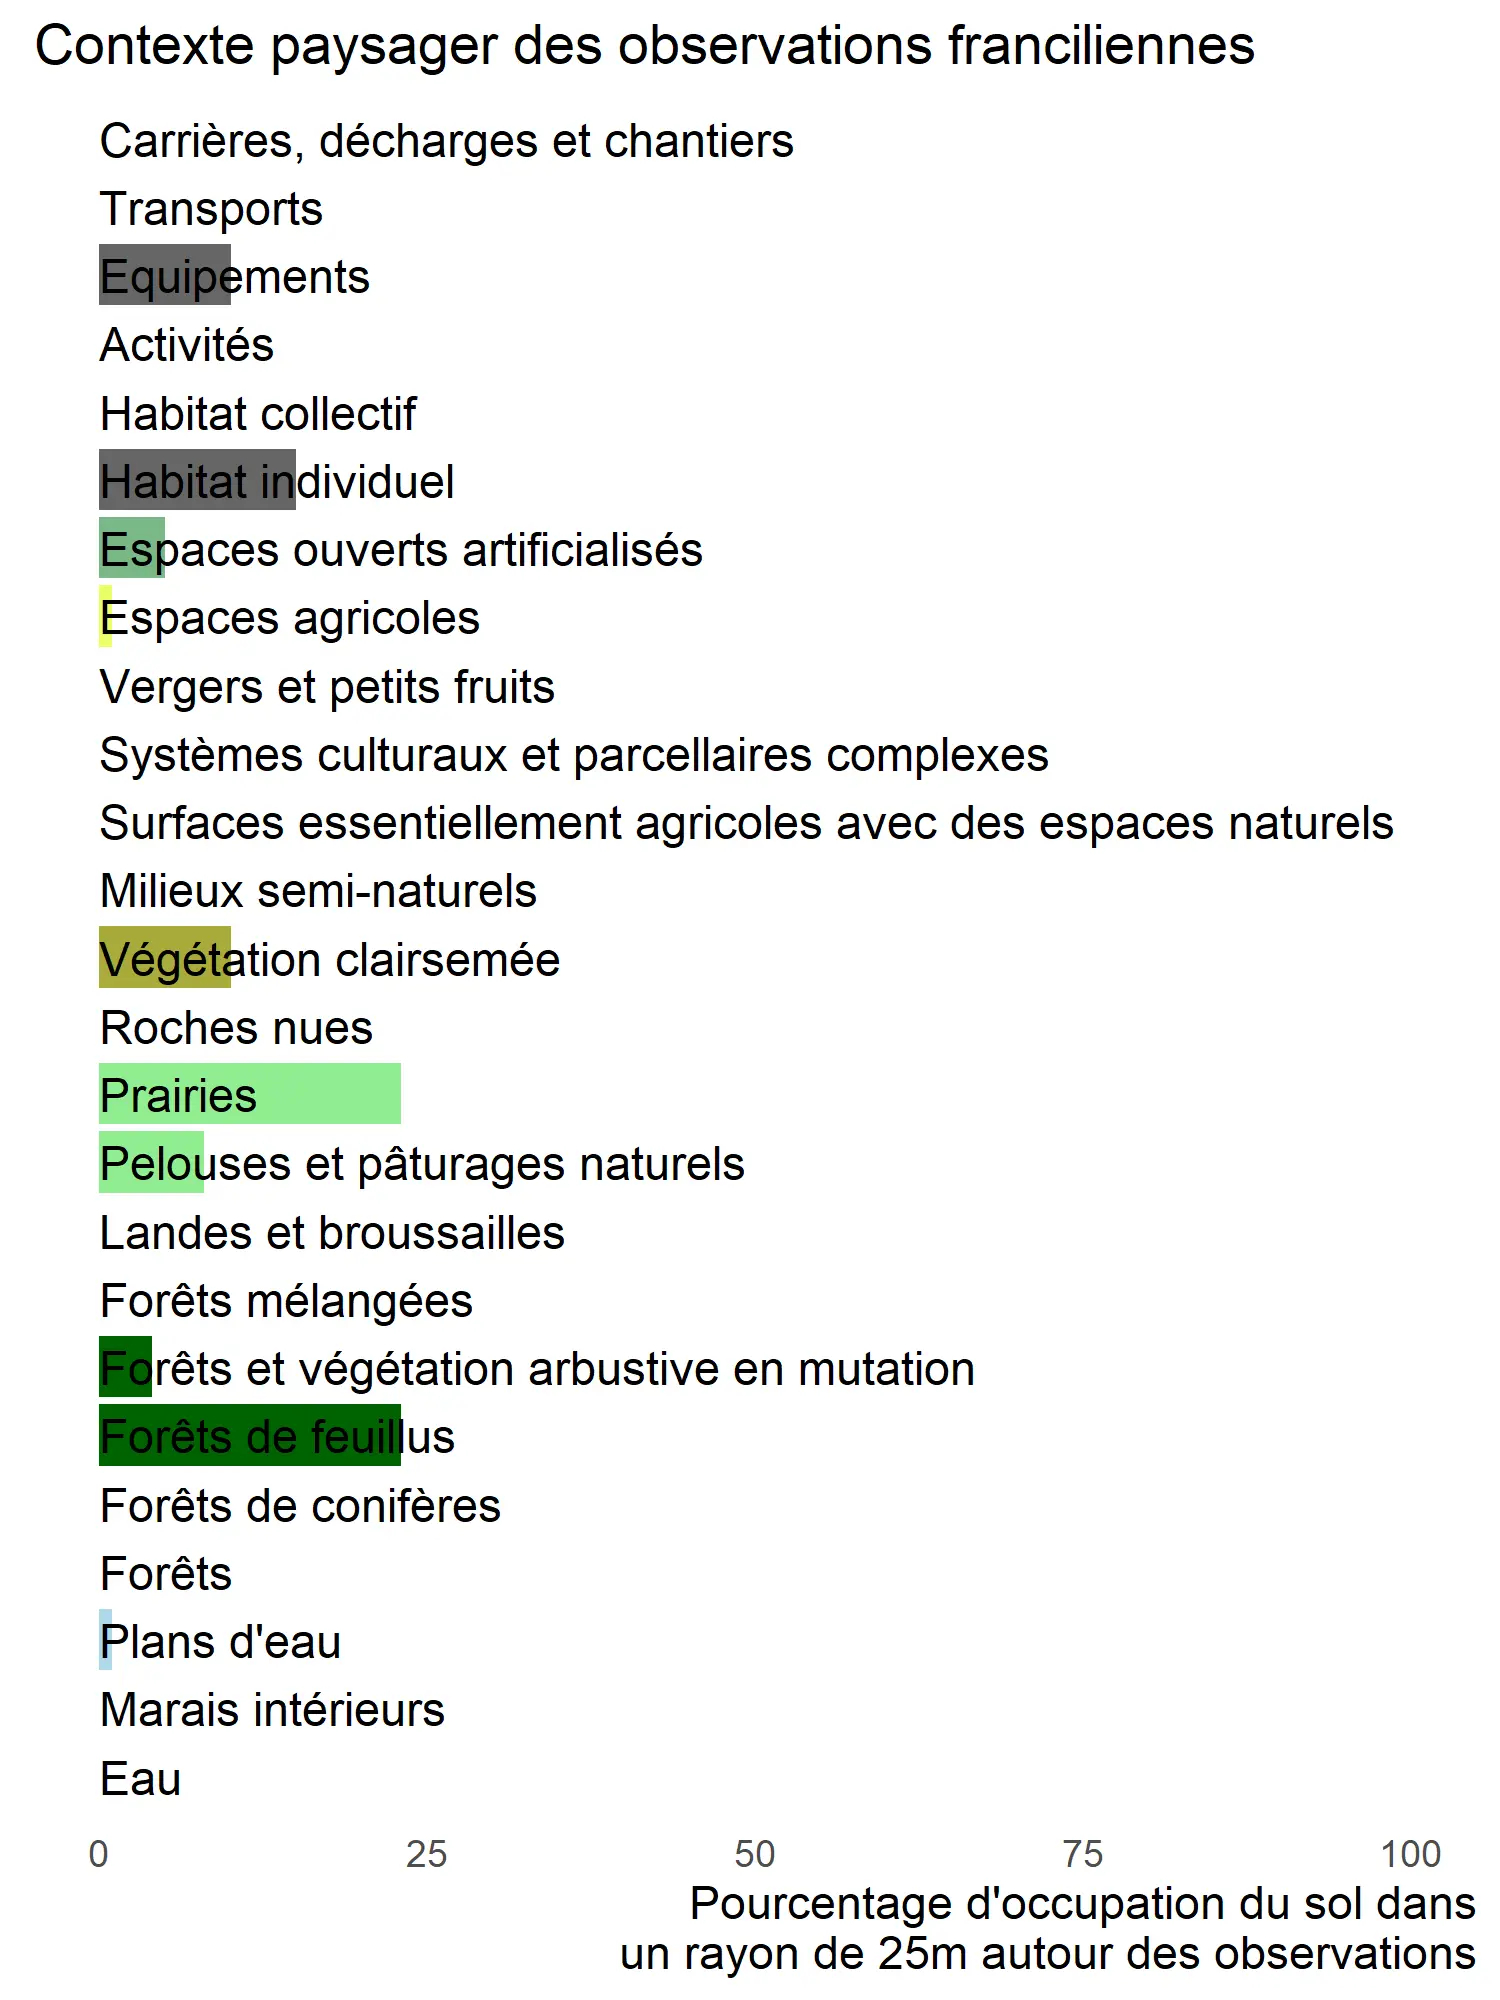 Contexte paysager des observations franciliennes
Carrières, décharges et chantiers
Transports
Equipements
Activités
Habitat collectif
Habitat individuel
Espaces ouverts artificialisés
Espaces agricoles
Vergers et petits fruits
Systèmes culturaux et parcellaires complexes
Surfaces essentiellement agricoles avec des espaces naturels
Milieux semi-naturels
Végétation clairsemée
Roches nues
Prairies
Pelouses et pâturages naturels
Landes et broussailles
Forêts mélangées
Forêts et végétation arbustive en mutation
Forêts de feuillus
Forêts de conifères
Forêts
Plans d'eau
Marais intérieurs
Eau
0 25 50 75 100
Pourcentage d'occupation du sol dans
un rayon de 25m autour des observations